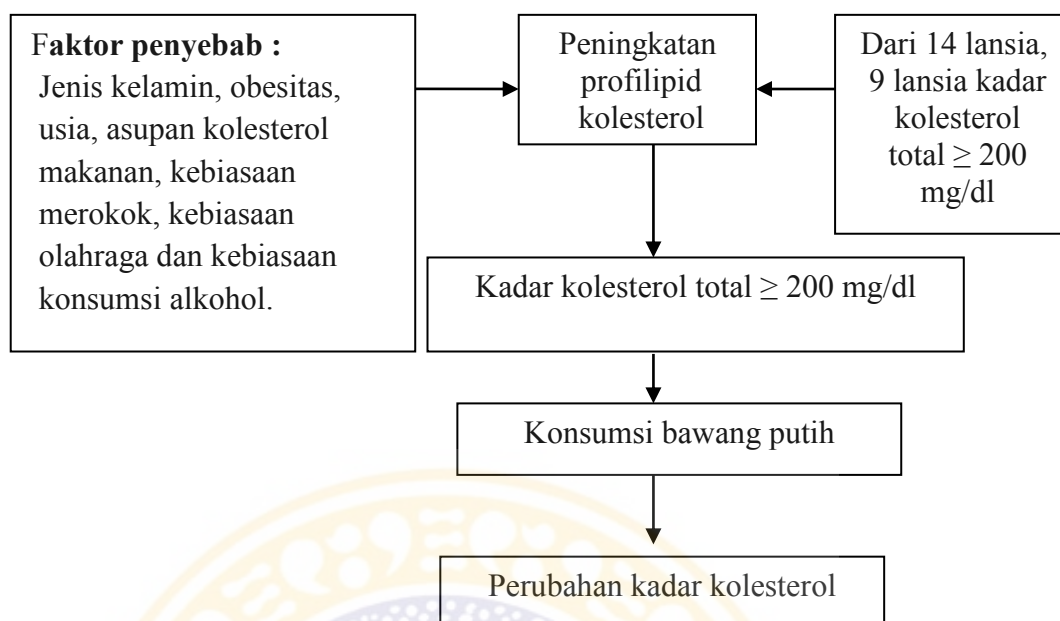 Faktor penyebab :
Jenis kelamin, obesitas,
usia, asupan kolesterol
makanan, kebiasaan
merokok, kebiasaan
olahraga dan kebiasaan
konsumsi alkohol.
Peningkatan
profilipid
kolesterol
Dari 14 lansia,
9 lansia kadar
kolesterol
total ≥ 200
mg/dl
Kadar kolesterol total ≥ 200 mg/dl
Konsumsi bawang putih
Perubahan kadar kolesterol